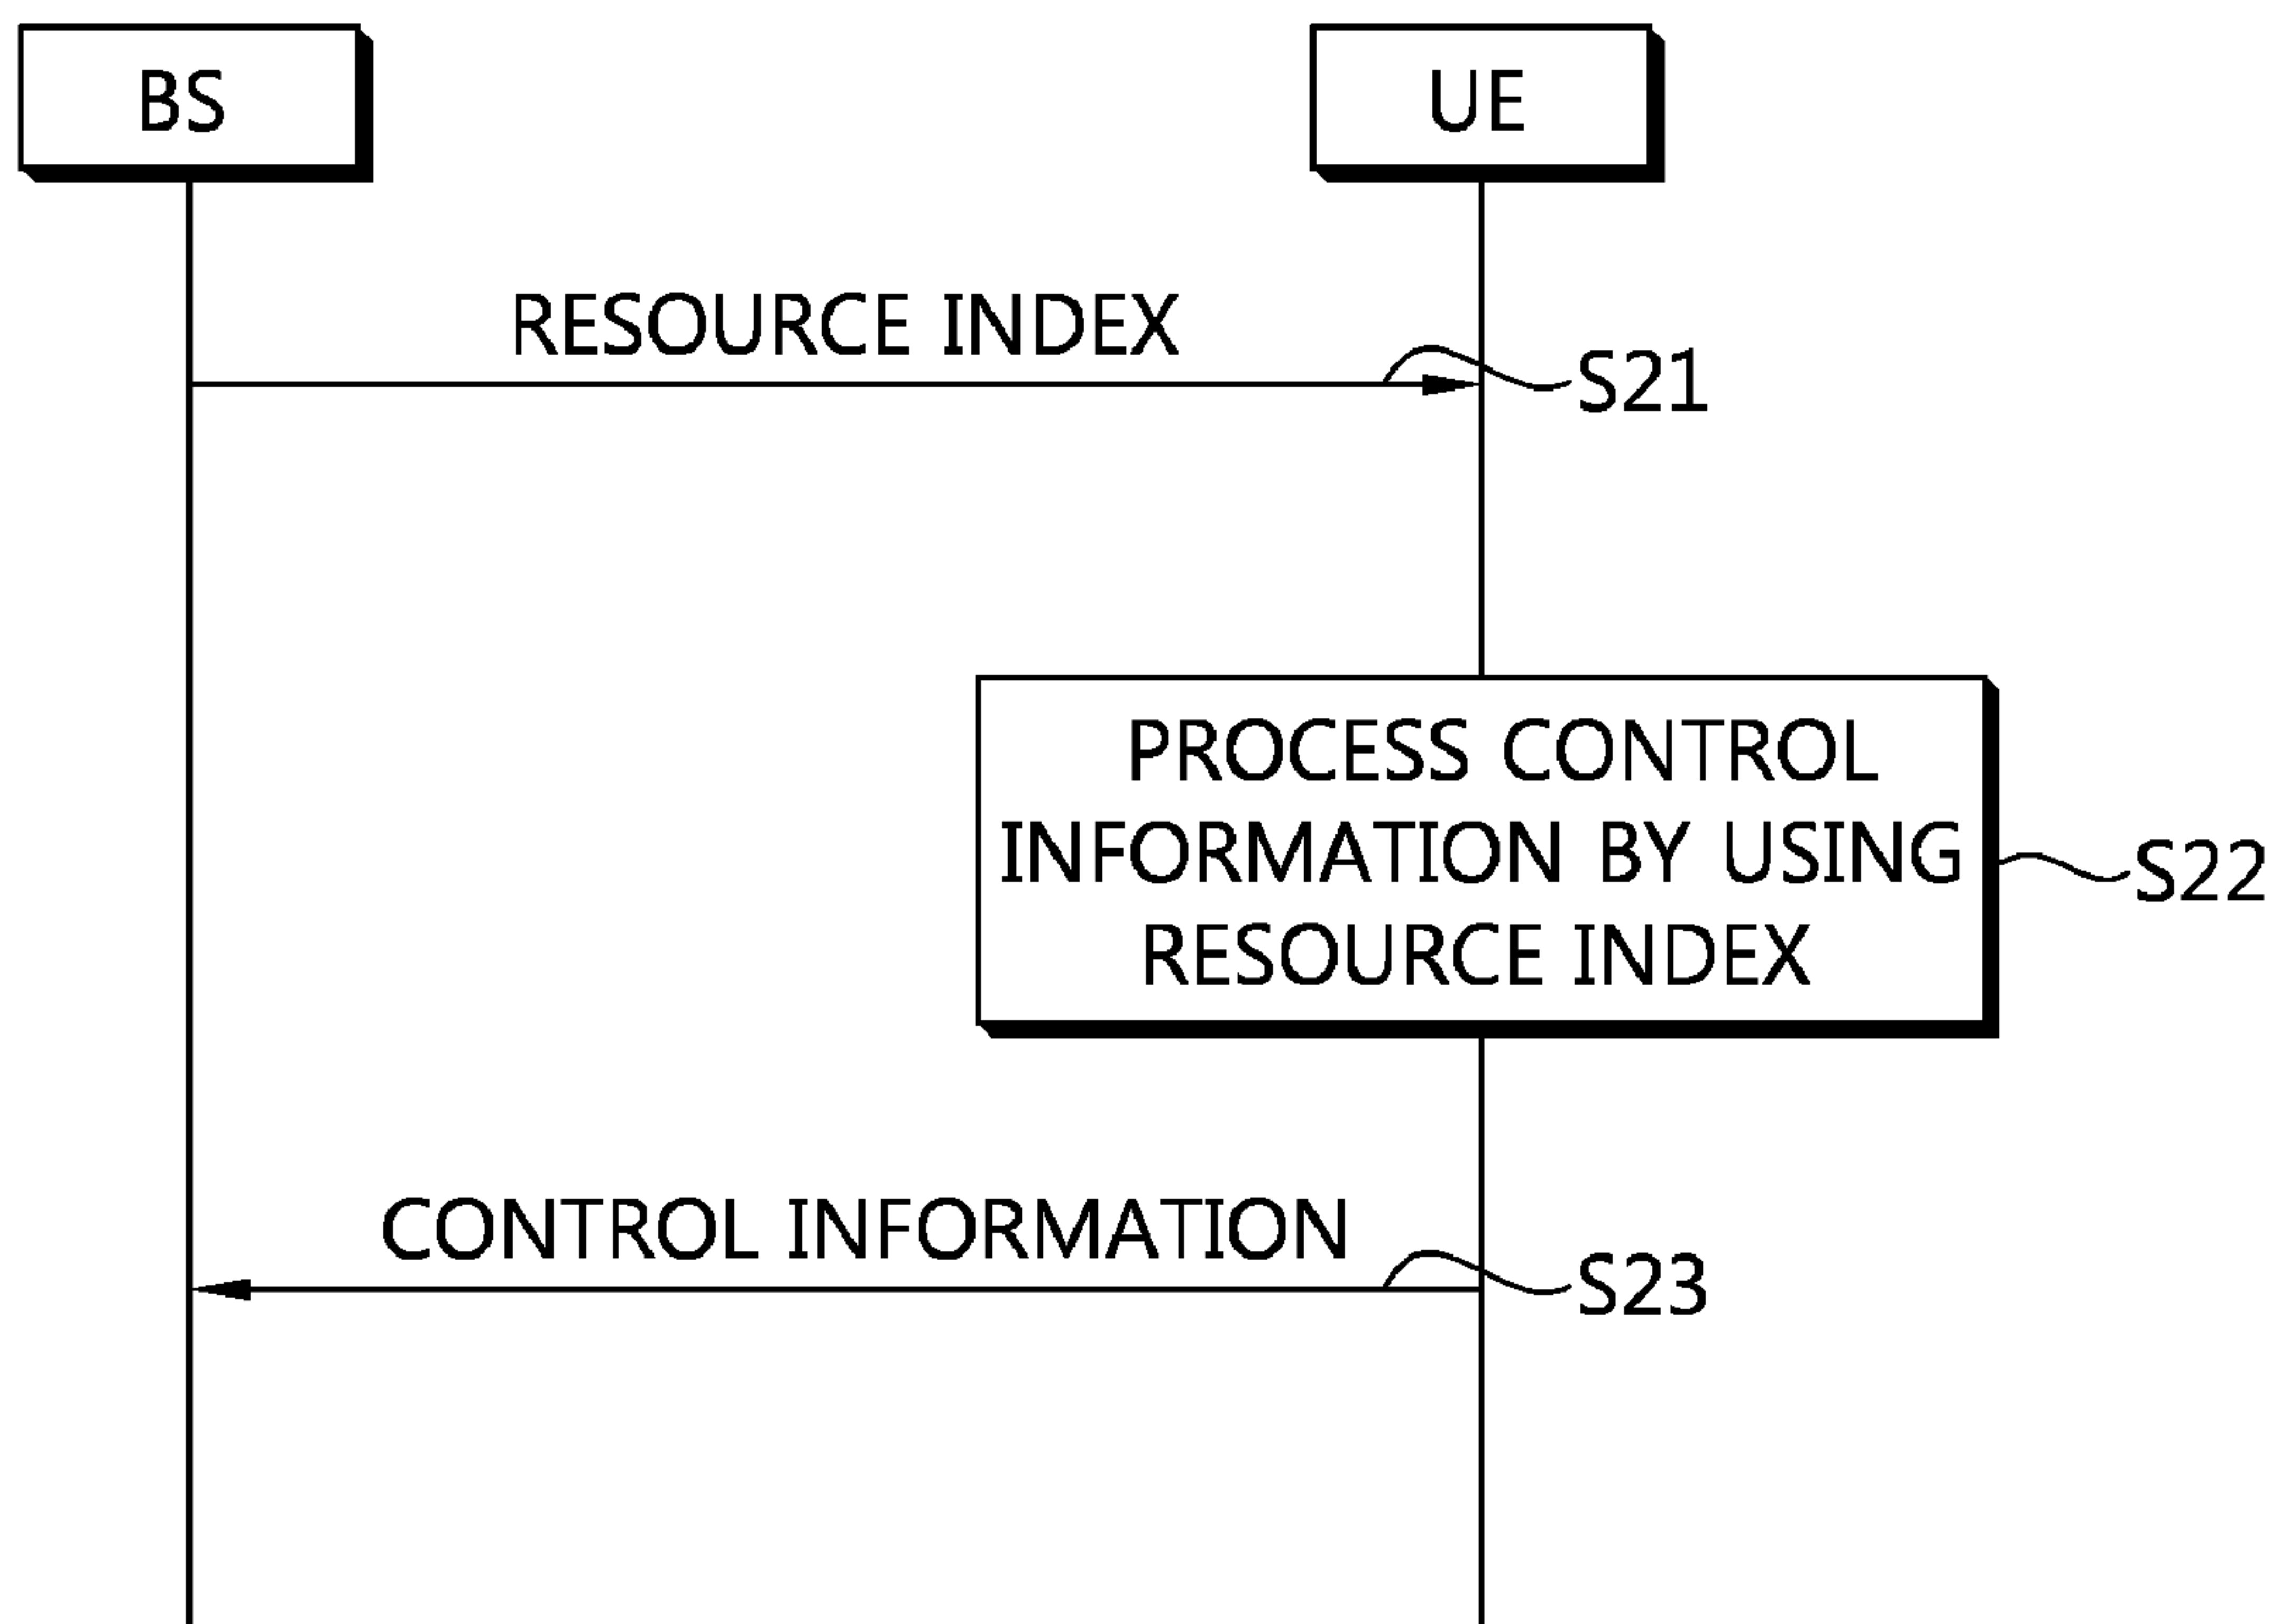 BS
UE
RESOURCE INDEX
S21
PROCESS CONTROL
INFORMATION BY USING
RESOURCE INDEX
S22
CONTROL INFORMATION
S23